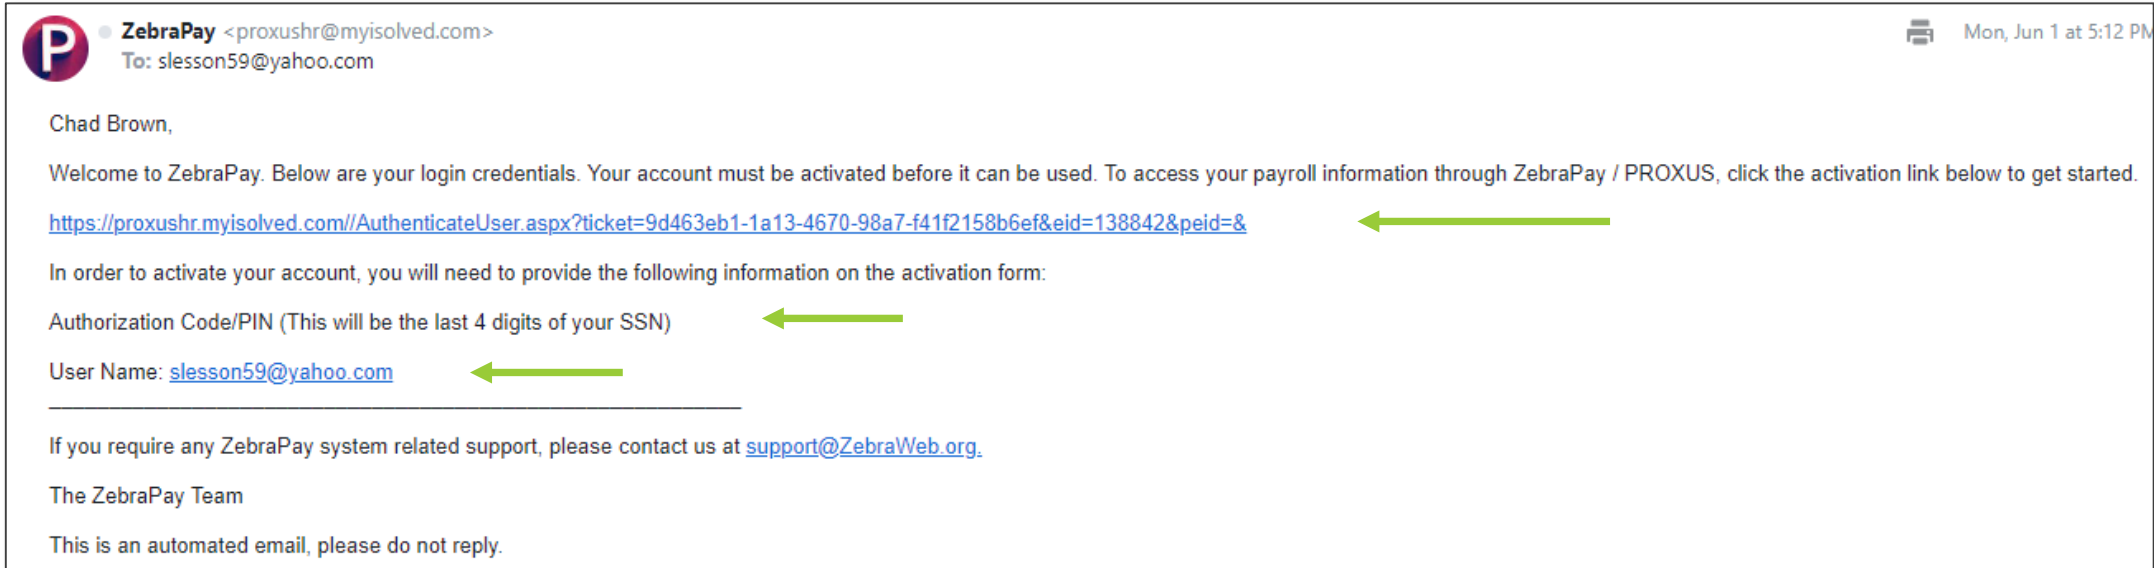 P
ZebraPay <proxushr@myisolved.com>
Mon, Jun 1 at 5:12 PM
To: slesson59@yahoo.com
Chad Brown,
Welcome to ZebraPay. Below are your login credentials. Your account must be activated before it can be used. To access your payroll information through ZebraPay / PROXUS, click the activation link below to get started.
https://proxushr.myisolved.com//AuthenticateUser.aspx?ticket=9d463eb1-1a13-4670-98a7-f41f2158b6ef&eid=138842&peid=&
In order to activate your account, you will need to provide the following information on the activation form:
Authorization Code/PIN (This will be the last 4 digits of your SSN)
User Name: slesson59@yahoo.com
If you require any ZebraPay system related support, please contact us at support@ZebraWeb.org.
The ZebraPay Team
This is an automated email, please do not reply.